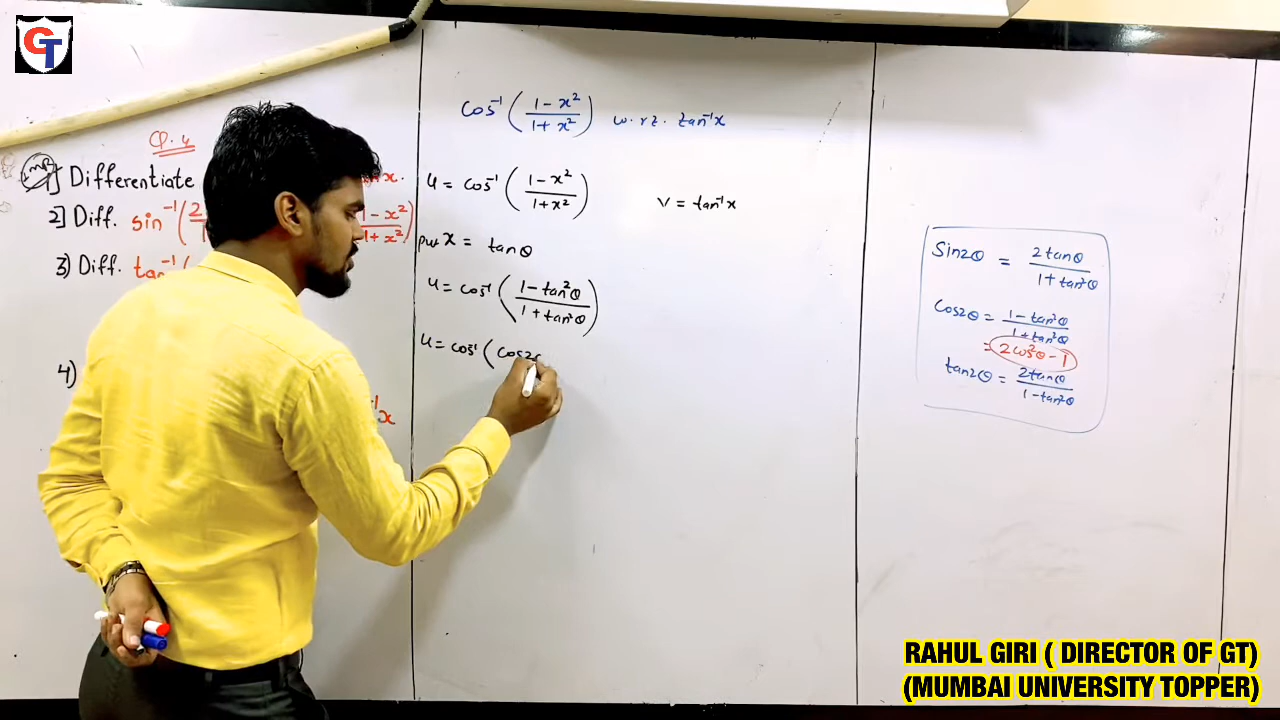 GT
Q. 4
1] Differentiate
2] Diff. sin⁻¹(2 1-x²
1+x²)
3) Diff. tan⁻¹(
4)
⁻¹x
cos⁻¹ (1-x²/1+x²) w.r.t. tan⁻¹x
u = cos⁻¹ (1-x²/1+x²)
v = tan⁻¹x
put x = tanθ
u = cos⁻¹ (1-tan²θ/1+tan²θ)
u = cos⁻¹ (cos2
Sin2θ = 2tanθ/1+tan²θ
Cos2θ = 1-tan²θ/1+tan²θ
= 2cos²θ-1
tan2θ = 2tanθ/1-tan²θ
RAHUL GIRI ( DIRECTOR OF GT)
(MUMBAI UNIVERSITY TOPPER)